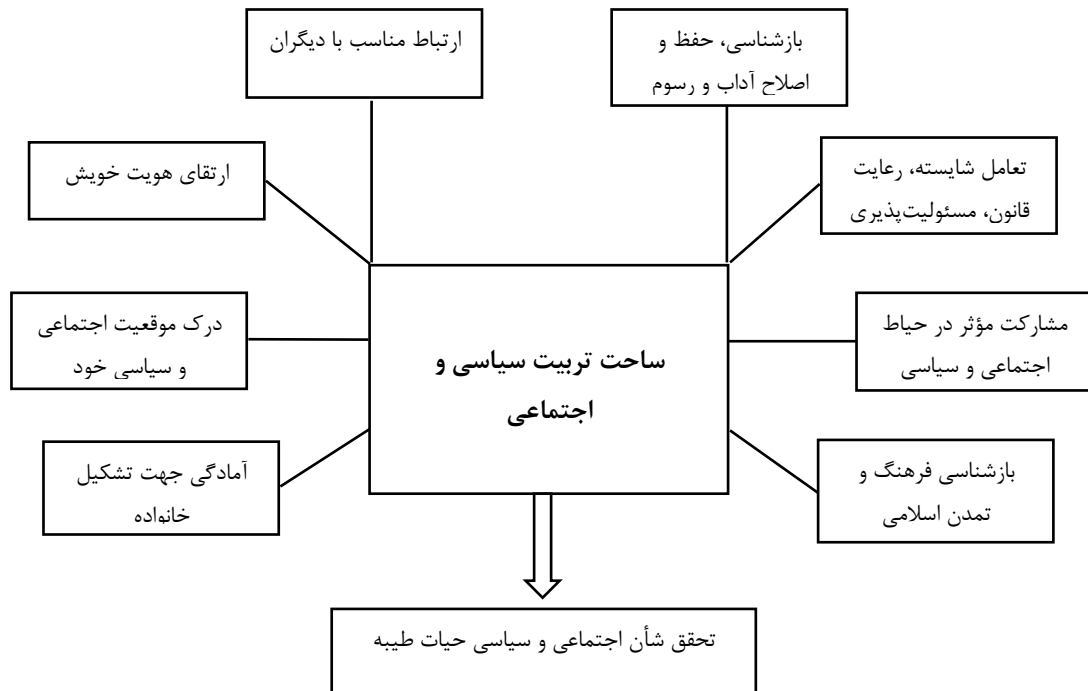 بازشناسی، حفظ و
اصلاح آداب و رسوم
ارتباط مناسب با دیگران
تعامل شایسته، رعایت
قانون، مسئولیت‌پذیری
ارتقای هویت خویش
مشارکت مؤثر در حیاط
اجتماعی و سیاسی
درک موقعیت اجتماعی
و سیاسی خود
ساحت تربیت سیاسی و
اجتماعی
بازشناسی فرهنگ و
تمدن اسلامی
آمادگی جهت تشکیل
خانواده
تحقق شأن اجتماعی و سیاسی حیات طیبه